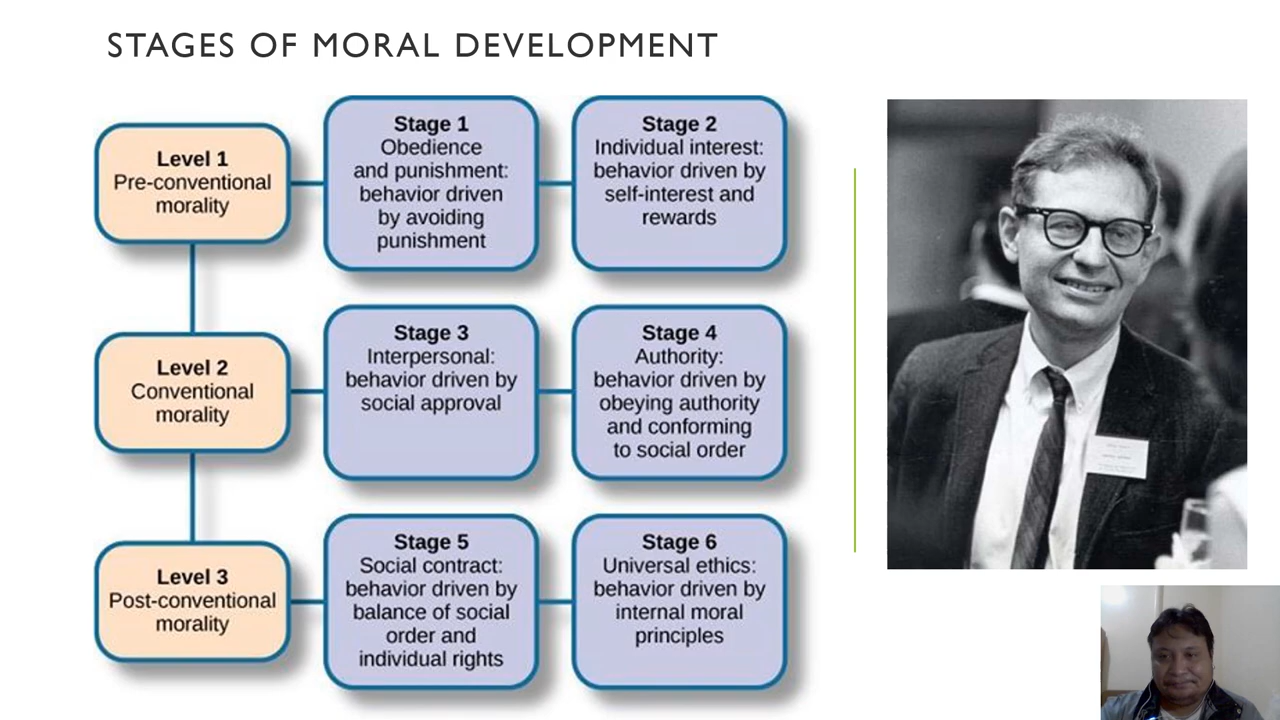 STAGES OF MORAL DEVELOPMENT
Level 1
Pre-conventional
morality
Stage 1
Obedience
and punishment:
behavior driven
by avoiding
punishment
Stage 2
Individual interest:
behavior driven by
self-interest and
rewards
Level 2
Conventional
morality
Stage 3
Interpersonal:
behavior driven by
social approval
Stage 4
Authority:
behavior driven by
obeying authority
and conforming
to social order
Level 3
Post-conventional
morality
Stage 5
Social contract:
behavior driven by
balance of social
order and
individual rights
Stage 6
Universal ethics:
behavior driven by
internal moral
principles